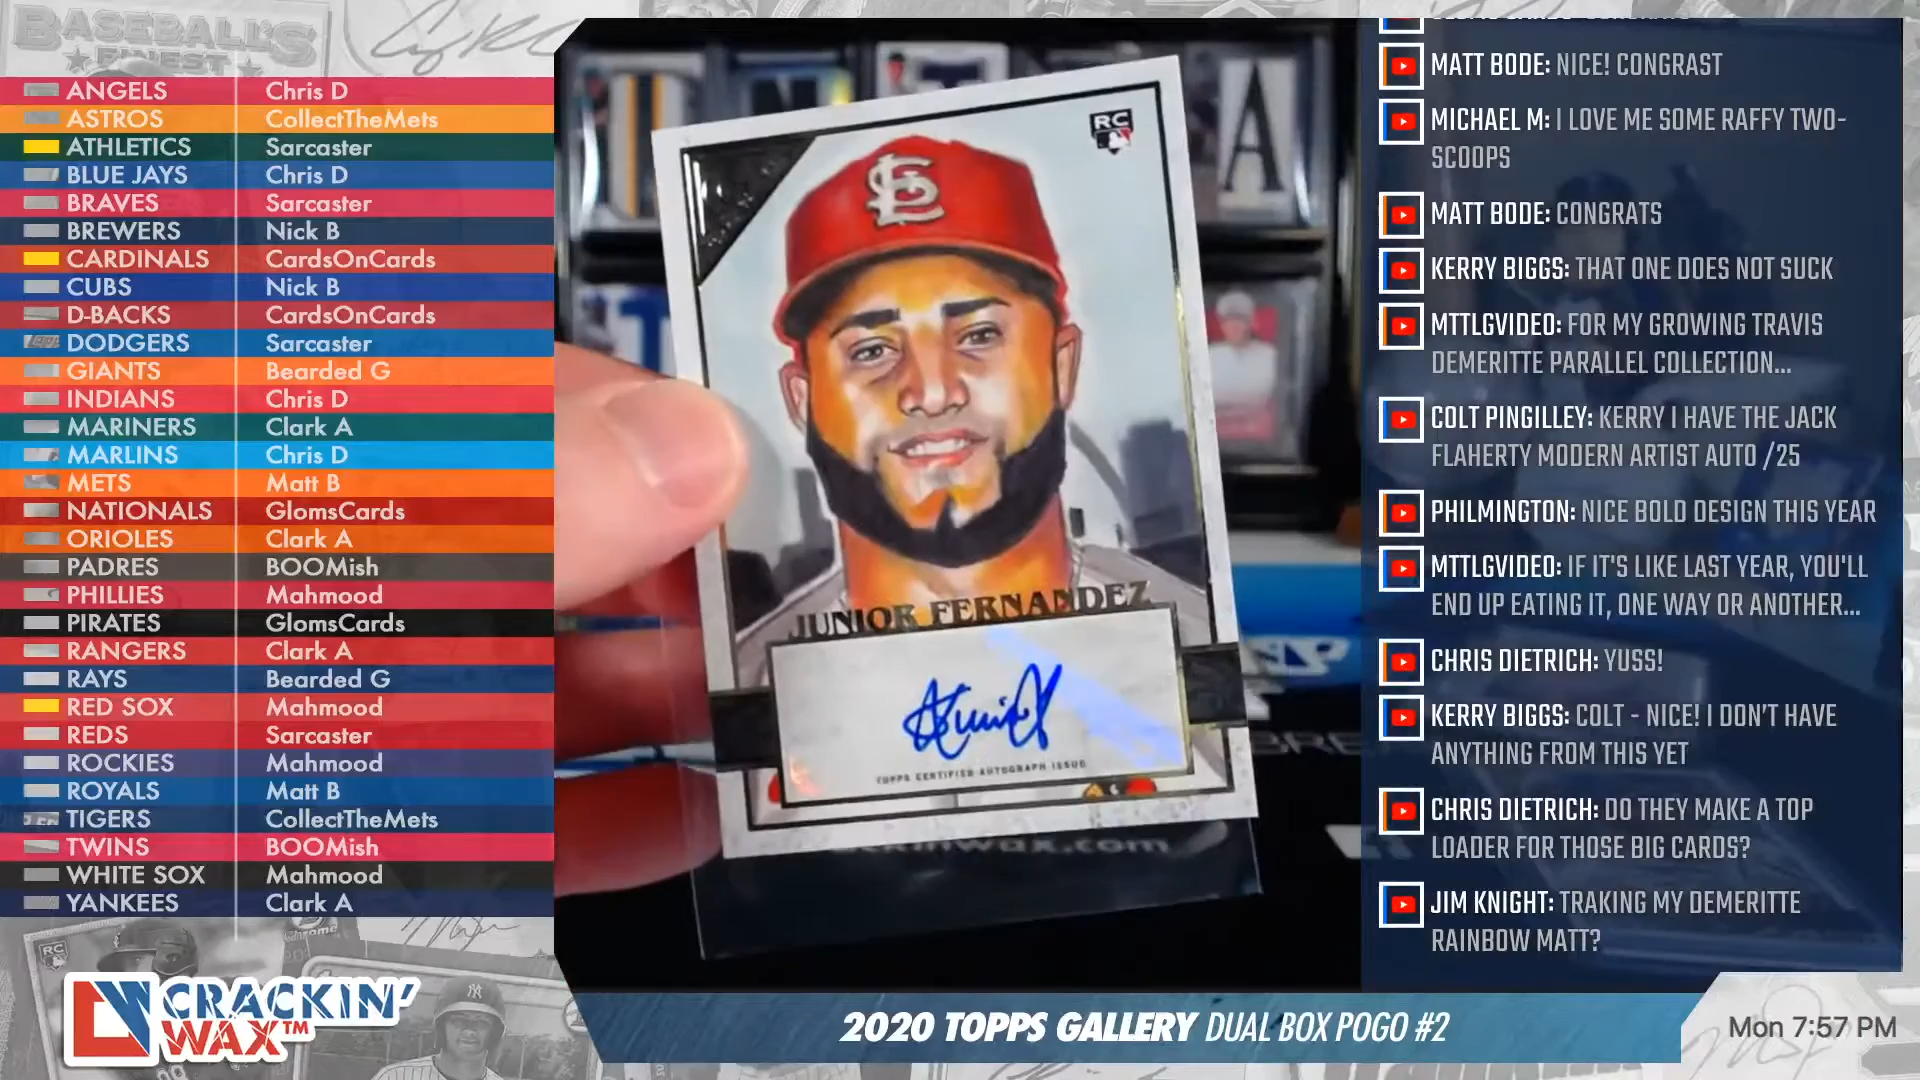 BASEBALL'S
FINEST
ANGELS Chris D
ASTROS CollectTheMets
ATHLETICS Sarcaster
BLUE JAYS Chris D
BRAVES Sarcaster
BREWERS Nick B
CARDINALS CardsOnCards
CUBS Nick B
D-BACKS CardsOnCards
DODGERS Sarcaster
GIANTS Bearded G
INDIANS Chris D
MARINERS Clark A
MARLINS Chris D
METS Matt B
NATIONALS GlomsCards
ORIOLES Clark A
PADRES BOOMish
PHILLIES Mahmood
PIRATES GlomsCards
RANGERS Clark A
RAYS Bearded G
RED SOX Mahmood
REDS Sarcaster
ROCKIES Mahmood
ROYALS Matt B
TIGERS CollectTheMets
TWINS BOOMish
WHITE SOX Mahmood
YANKEES Clark A
RC
CRACKIN'
WAX™
RC
JUNIOR FERNANDEZ
TOPPS CERTIFIED AUTOGRAPH ISSUE
MATT BODE: NICE! CONGRAST
MICHAEL M: I LOVE ME SOME RAFFY TWO-
SCOOPS
MATT BODE: CONGRATS
KERRY BIGGS: THAT ONE DOES NOT SUCK
MTTLGVIDEO: FOR MY GROWING TRAVIS
DEMERITTE PARALLEL COLLECTION...
COLT PINGILLEY: KERRY I HAVE THE JACK
FLAHERTY MODERN ARTIST AUTO /25
PHILMINGTON: NICE BOLD DESIGN THIS YEAR
MTTLGVIDEO: IF IT'S LIKE LAST YEAR, YOU'LL
END UP EATING IT, ONE WAY OR ANOTHER...
CHRIS DIETRICH: YUSS!
KERRY BIGGS: COLT - NICE! I DON'T HAVE
ANYTHING FROM THIS YET
CHRIS DIETRICH: DO THEY MAKE A TOP
LOADER FOR THOSE BIG CARDS?
JIM KNIGHT: TRAKING MY DEMERITTE
RAINBOW MATT?
2020 TOPPS GALLERY DUAL BOX POGO #2
Mon 7:57 PM